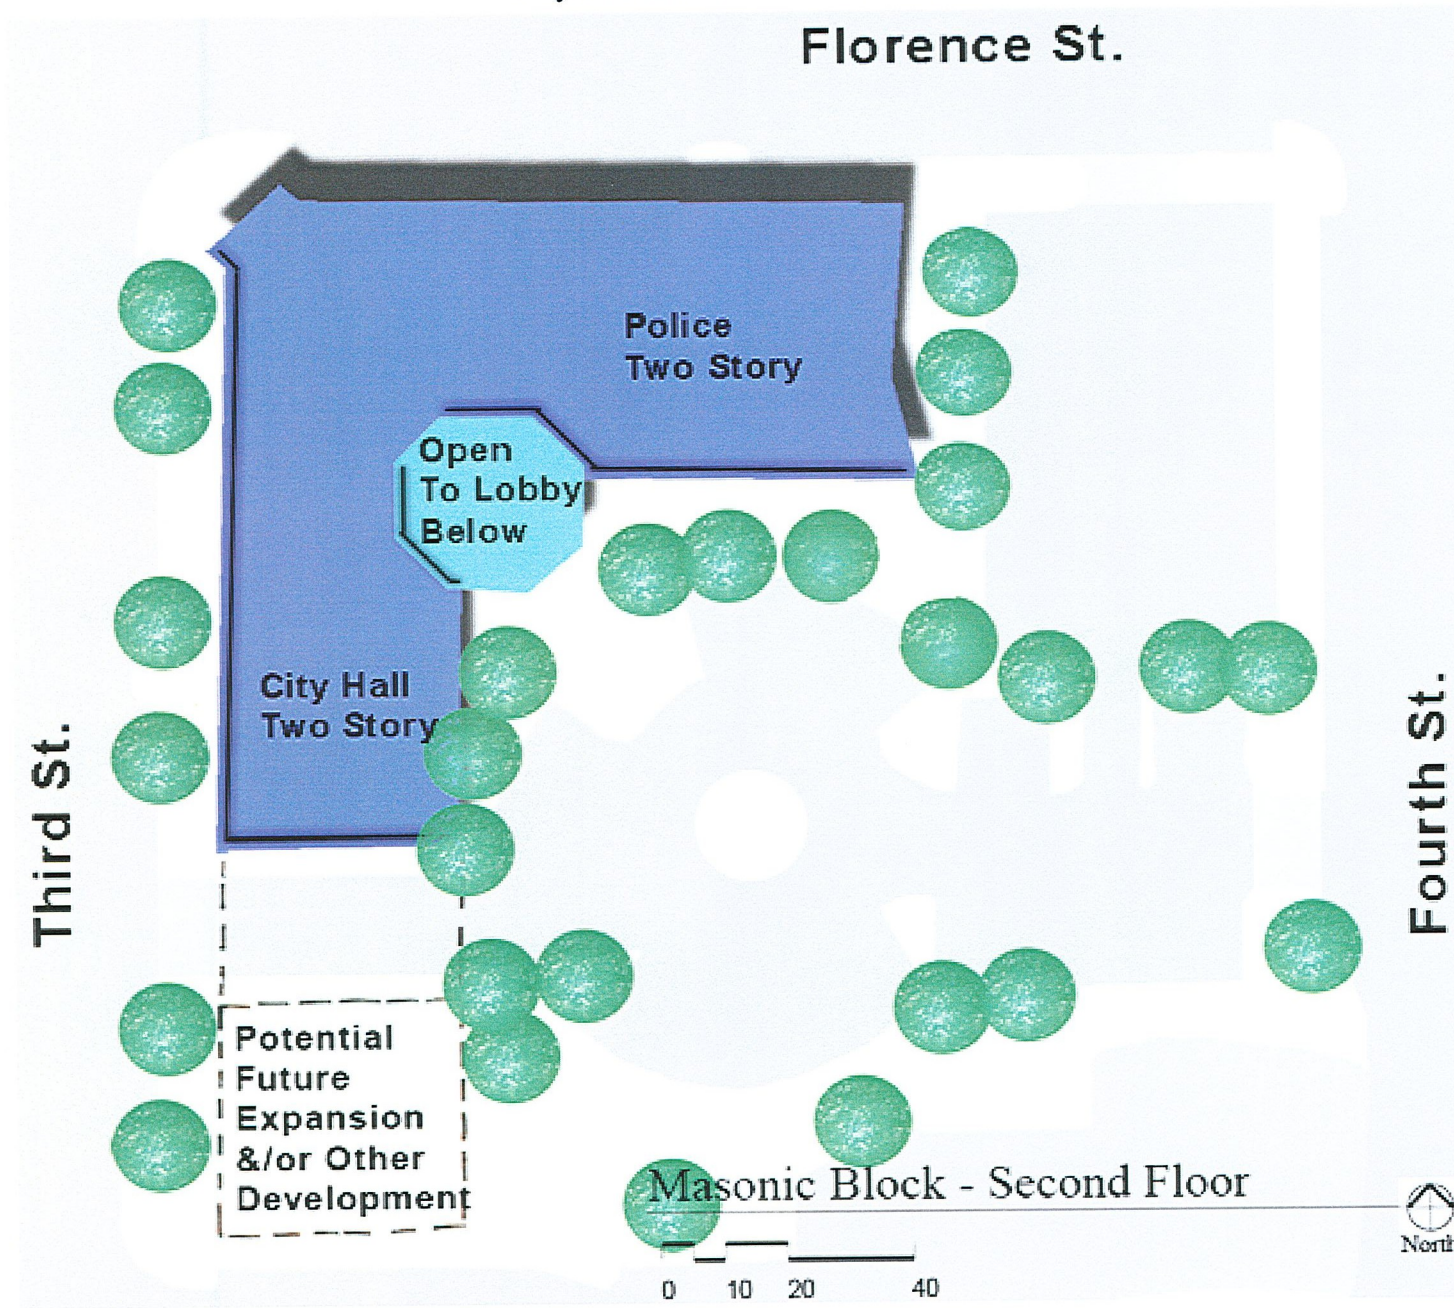 Florence St.
Police
Two Story
Open
To Lobby
Below
City Hall
Two Story
Third St.
Fourth St.
Potential
Future
Expansion
&/or Other
Development
Masonic Block - Second Floor
North
0 10 20 40